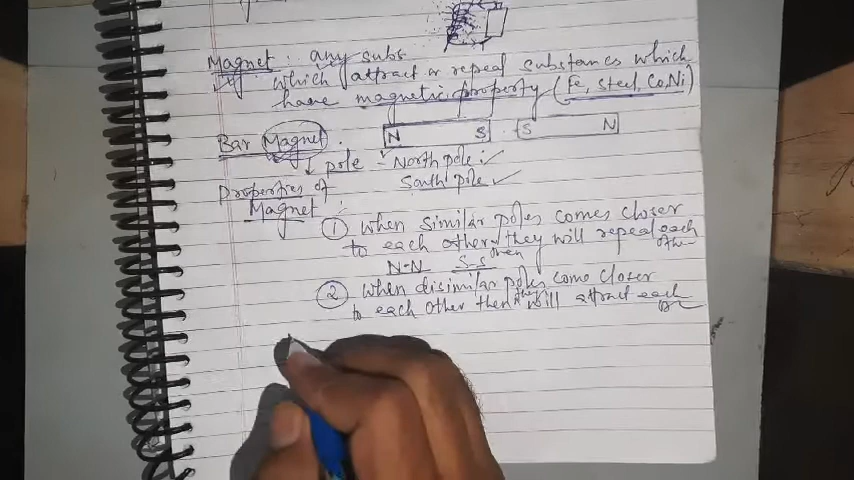 Magnet : any subs
which attract or repeal substances which
have magnetic property (Fe, Steel, Co, Ni)
Bar Magnet .
N S S N
pole North pole ✓
South pole ✓
Properties of
Magnet :
① when similar poles comes closer
to each other they will repeal each
other
N-N S-S then
② when disimilar poles come closer
to each other then they will attract each